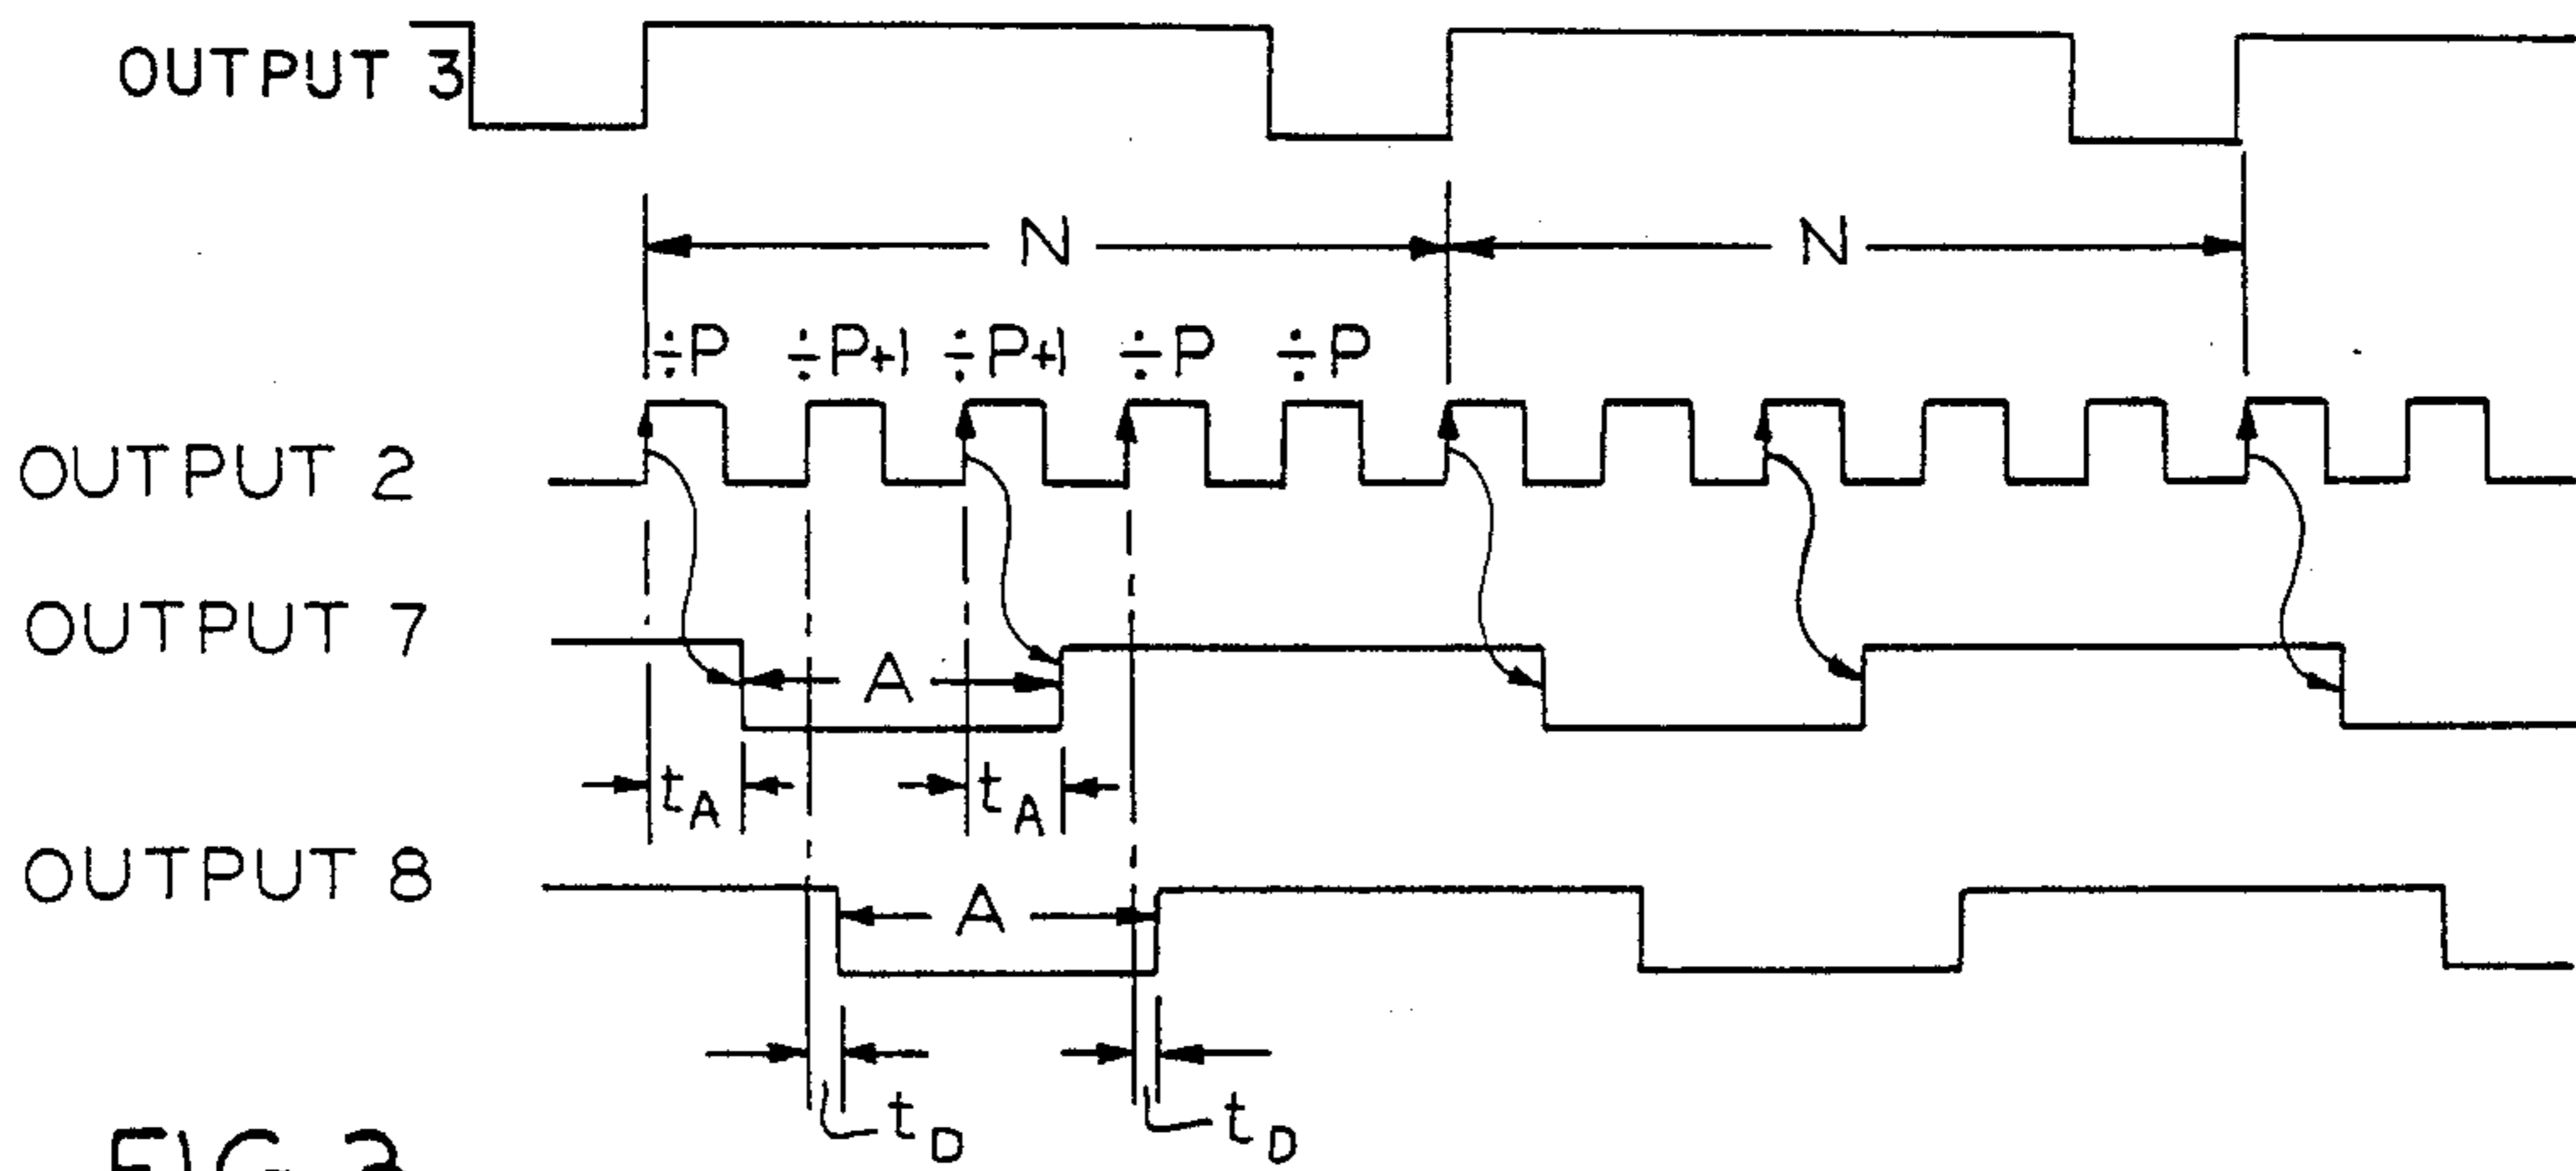 OUTPUT 3
N N
÷P ÷P+1 ÷P+1 ÷P ÷P
OUTPUT 2
OUTPUT 7
A
tA tA
OUTPUT 8
A
tD tD